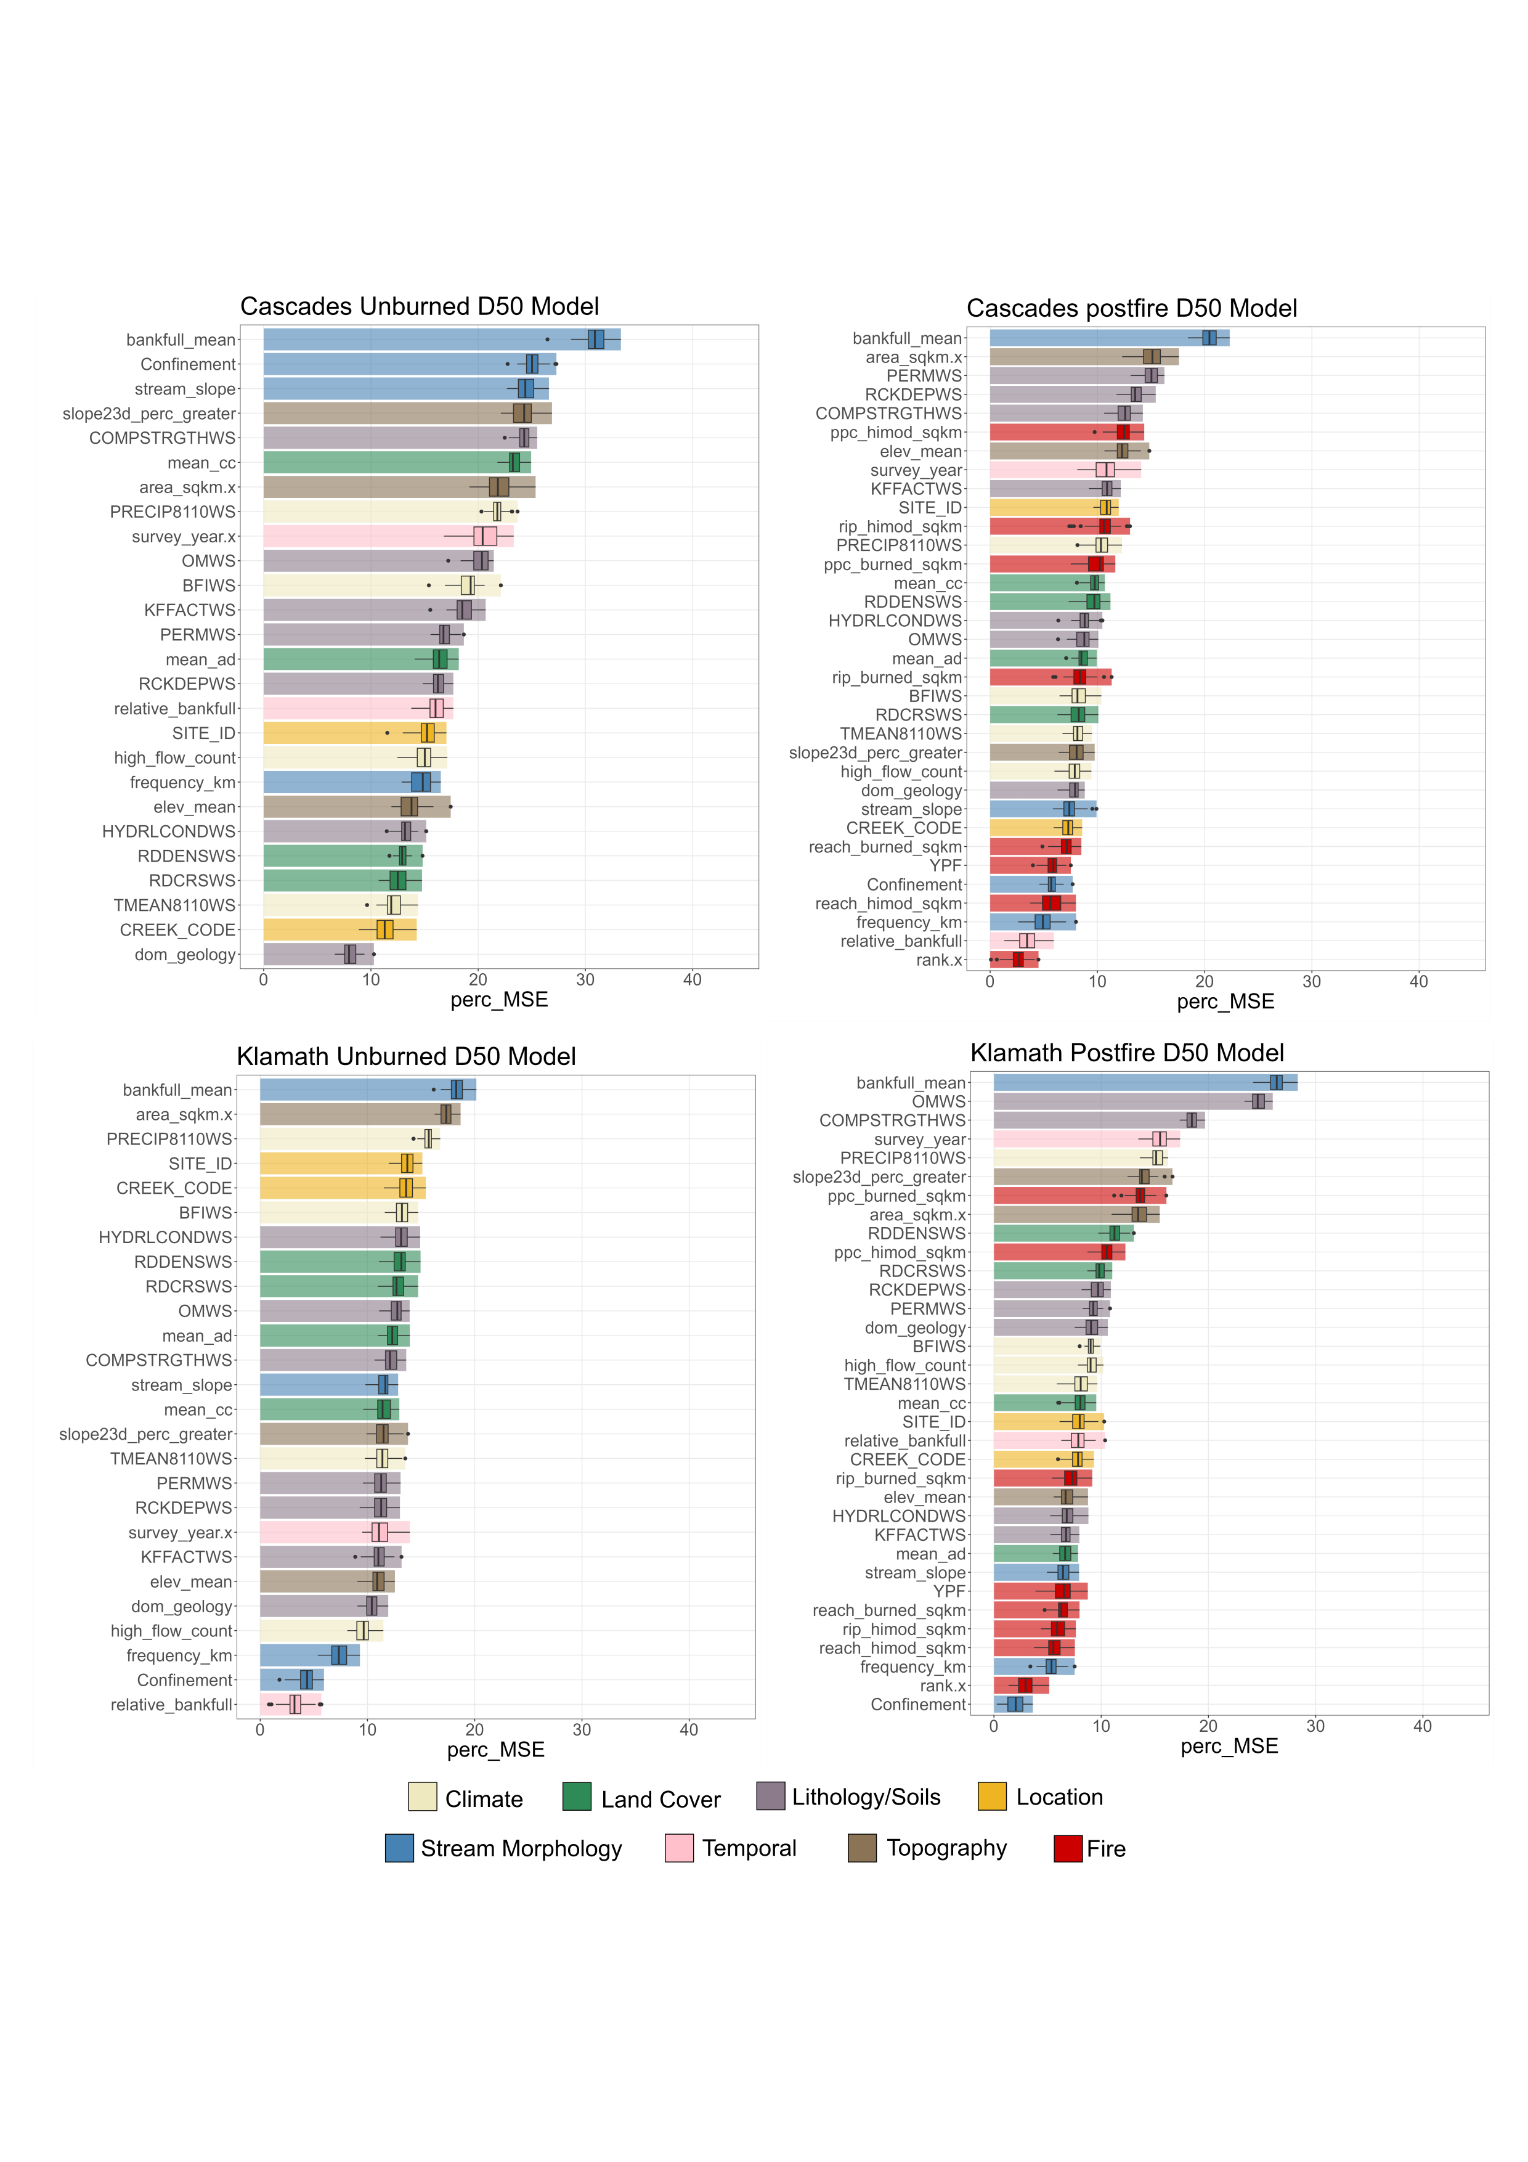 Cascades Unburned D50 Model
bankfull_mean
Confinement
stream_slope
slope23d_perc_greater
COMPSTRGTHWS
mean_cc
area_sqkm.x
PRECIP8110WS
survey_year.x
OMWS
BFIWS
KFFACTWS
PERMWS
mean_ad
RCKDEPWS
relative_bankfull
SITE_ID
high_flow_count
frequency_km
elev_mean
HYDRLCONDWS
RDDENSWS
RDCRSWS
TMEAN8110WS
CREEK_CODE
dom_geology
0 10 20 30 40
perc_MSE
Cascades postfire D50 Model
bankfull_mean
area_sqkm.x
PERMWS
RCKDEPWS
COMPSTRGTHWS
ppc_himod_sqkm
elev_mean
survey_year
KFFACTWS
SITE_ID
rip_himod_sqkm
PRECIP8110WS
ppc_burned_sqkm
mean_cc
RDDENSWS
HYDRLCONDWS
OMWS
mean_ad
rip_burned_sqkm
BFIWS
RDCRSWS
TMEAN8110WS
slope23d_perc_greater
high_flow_count
dom_geology
stream_slope
CREEK_CODE
reach_burned_sqkm
YPF
Confinement
reach_himod_sqkm
frequency_km
relative_bankfull
rank.x
0 10 20 30 40
perc_MSE
Klamath Unburned D50 Model
bankfull_mean
area_sqkm.x
PRECIP8110WS
SITE_ID
CREEK_CODE
BFIWS
HYDRLCONDWS
RDDENSWS
RDCRSWS
OMWS
mean_ad
COMPSTRGTHWS
stream_slope
mean_cc
slope23d_perc_greater
TMEAN8110WS
PERMWS
RCKDEPWS
survey_year.x
KFFACTWS
elev_mean
dom_geology
high_flow_count
frequency_km
Confinement
relative_bankfull
0 10 20 30 40
perc_MSE
Klamath Postfire D50 Model
bankfull_mean
OMWS
COMPSTRGTHWS
survey_year
PRECIP8110WS
slope23d_perc_greater
ppc_burned_sqkm
area_sqkm.x
RDDENSWS
ppc_himod_sqkm
RDCRSWS
RCKDEPWS
PERMWS
dom_geology
BFIWS
high_flow_count
TMEAN8110WS
mean_cc
SITE_ID
relative_bankfull
CREEK_CODE
rip_burned_sqkm
elev_mean
HYDRLCONDWS
KFFACTWS
mean_ad
stream_slope
YPF
reach_burned_sqkm
rip_himod_sqkm
reach_himod_sqkm
frequency_km
rank.x
Confinement
0 10 20 30 40
perc_MSE
Climate Land Cover Lithology/Soils Location
Stream Morphology Temporal Topography Fire